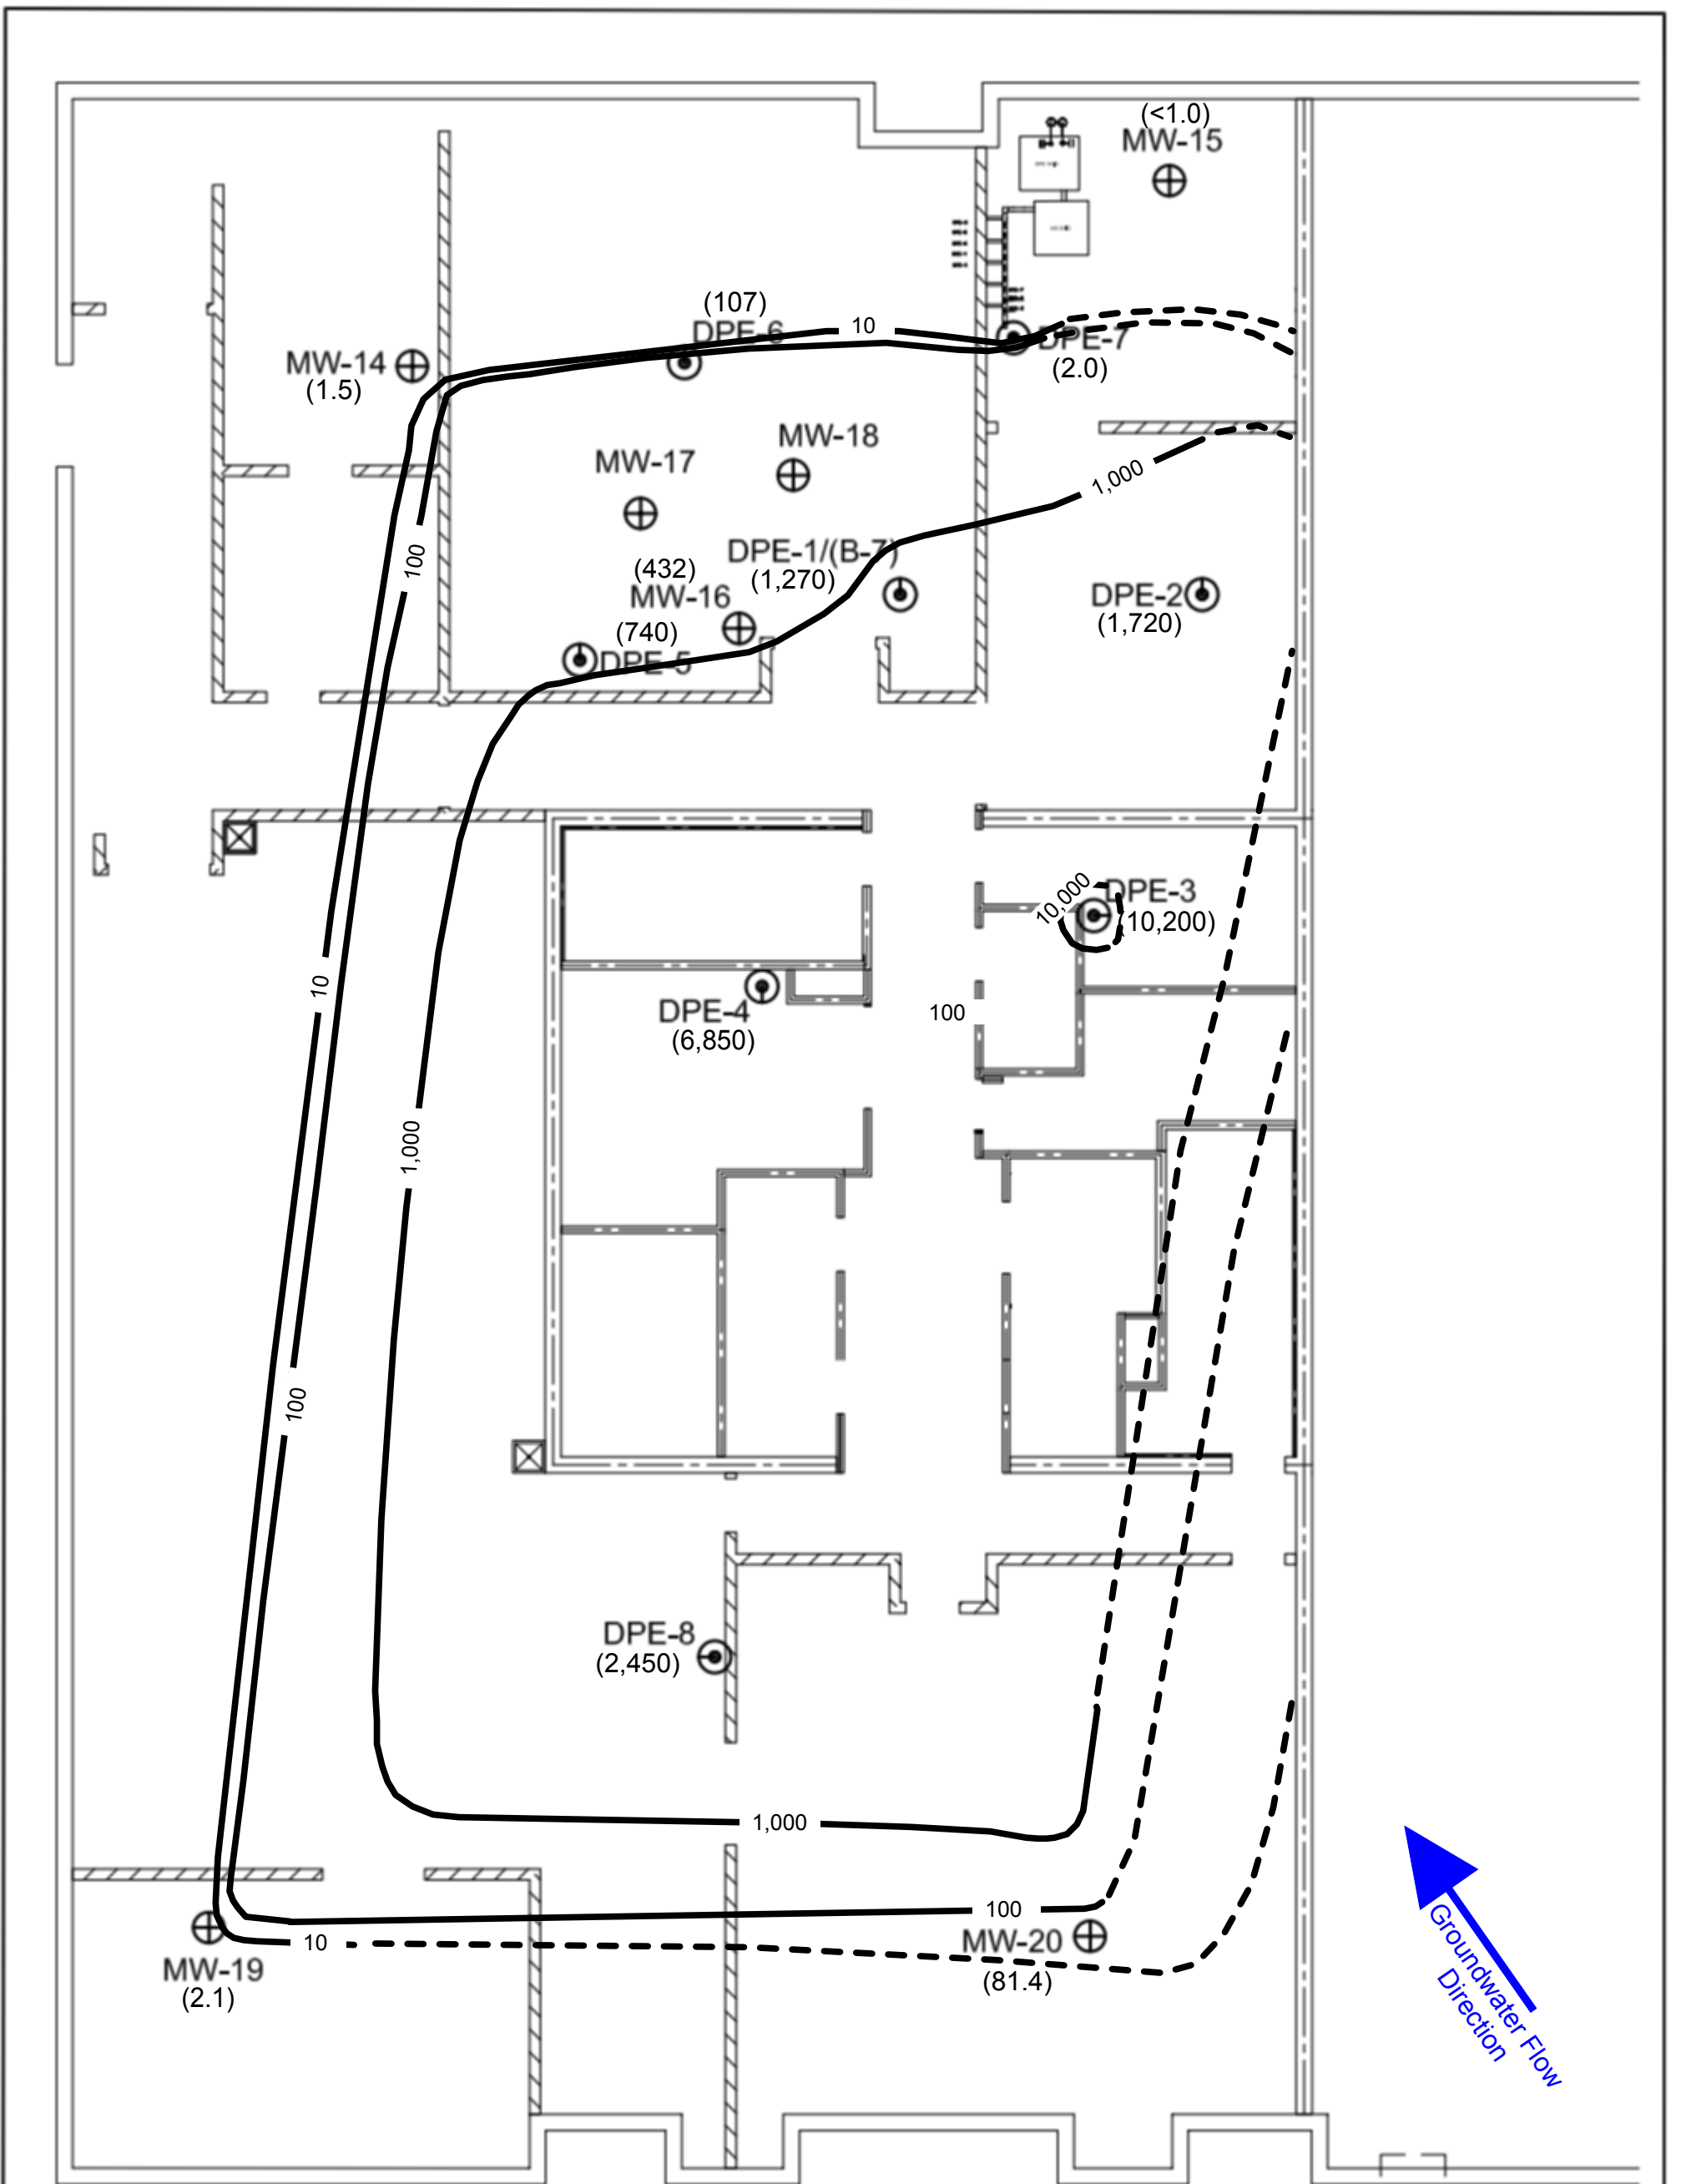 (<1.0)
MW-15
(107)
DPE-6
10
DPE-7
(2.0)
MW-14
(1.5)
MW-18
MW-17
1,000
100
DPE-1/(B-7)
(1,270)
(432)
MW-16
(740)
DPE-5
DPE-2
(1,720)
10,000
DPE-3
(10,200)
10
DPE-4
(6,850)
100
1,000
100
DPE-8
(2,450)
1,000
100
MW-20
(81.4)
10
MW-19
(2.1)
Groundwater Flow
Direction